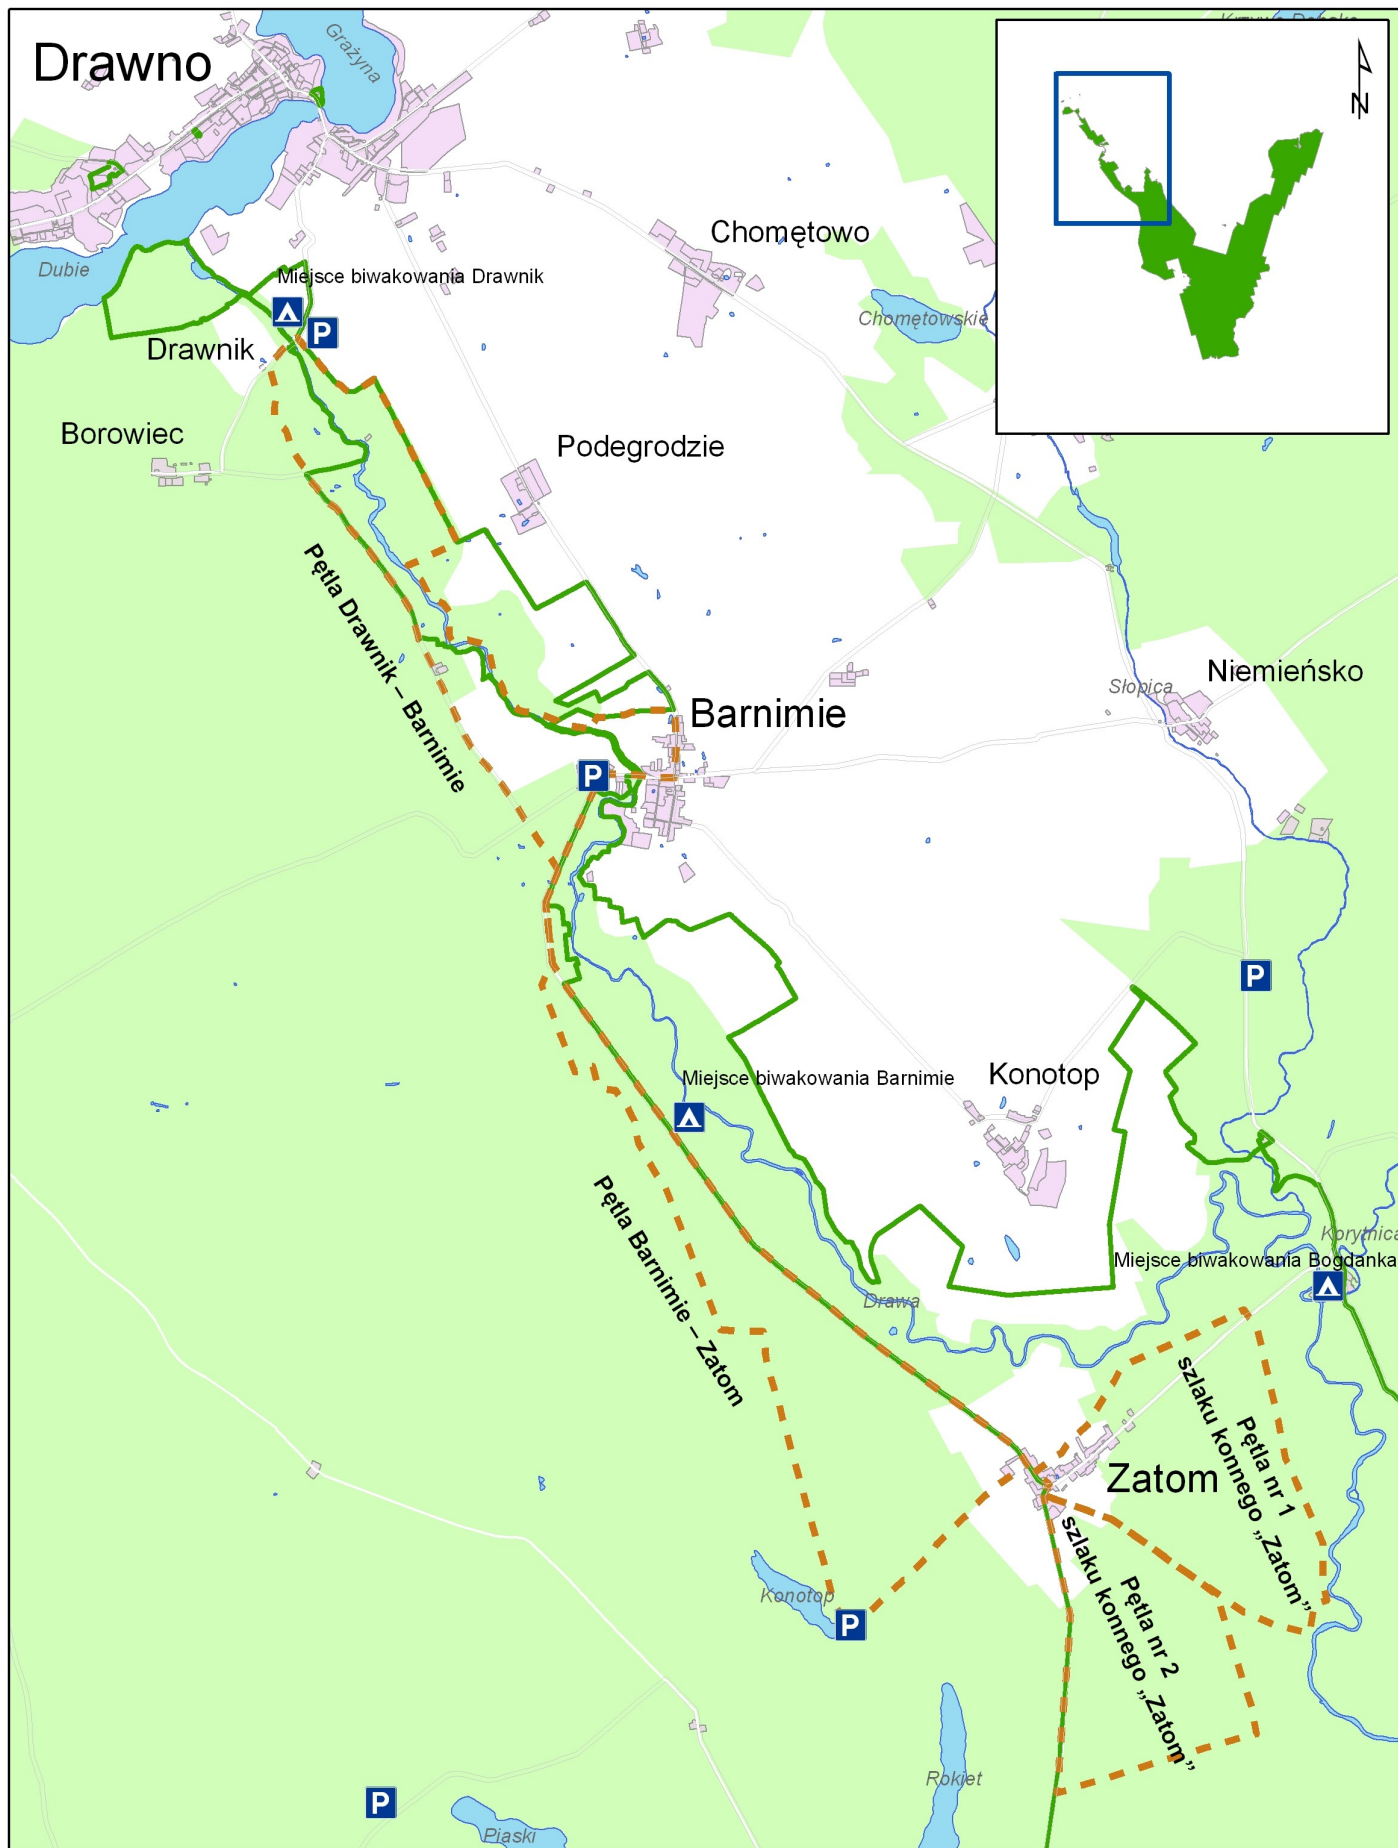 Drawno
Grażyna
N
Chomętowo
Dubie
Miejsce biwakowania Drawnik
P
Chomętowskie
Drawnik
Borowiec
Podegrodzie
Pętla Drawnik – Barnimie
Niemieńsko
Słopica
Barnimie
P
P
Miejsce biwakowania Barnimie
Konotop
Pętla Barnimie – Zatom
Korytnica
Miejsce biwakowania Bogdanka
Drawa
Pętla nr 1
szlaku konnego „Zatom”
Zatom
Pętla nr 2
szlaku konnego „Zatom”
Konotop
P
Rokiet
P
Piaski